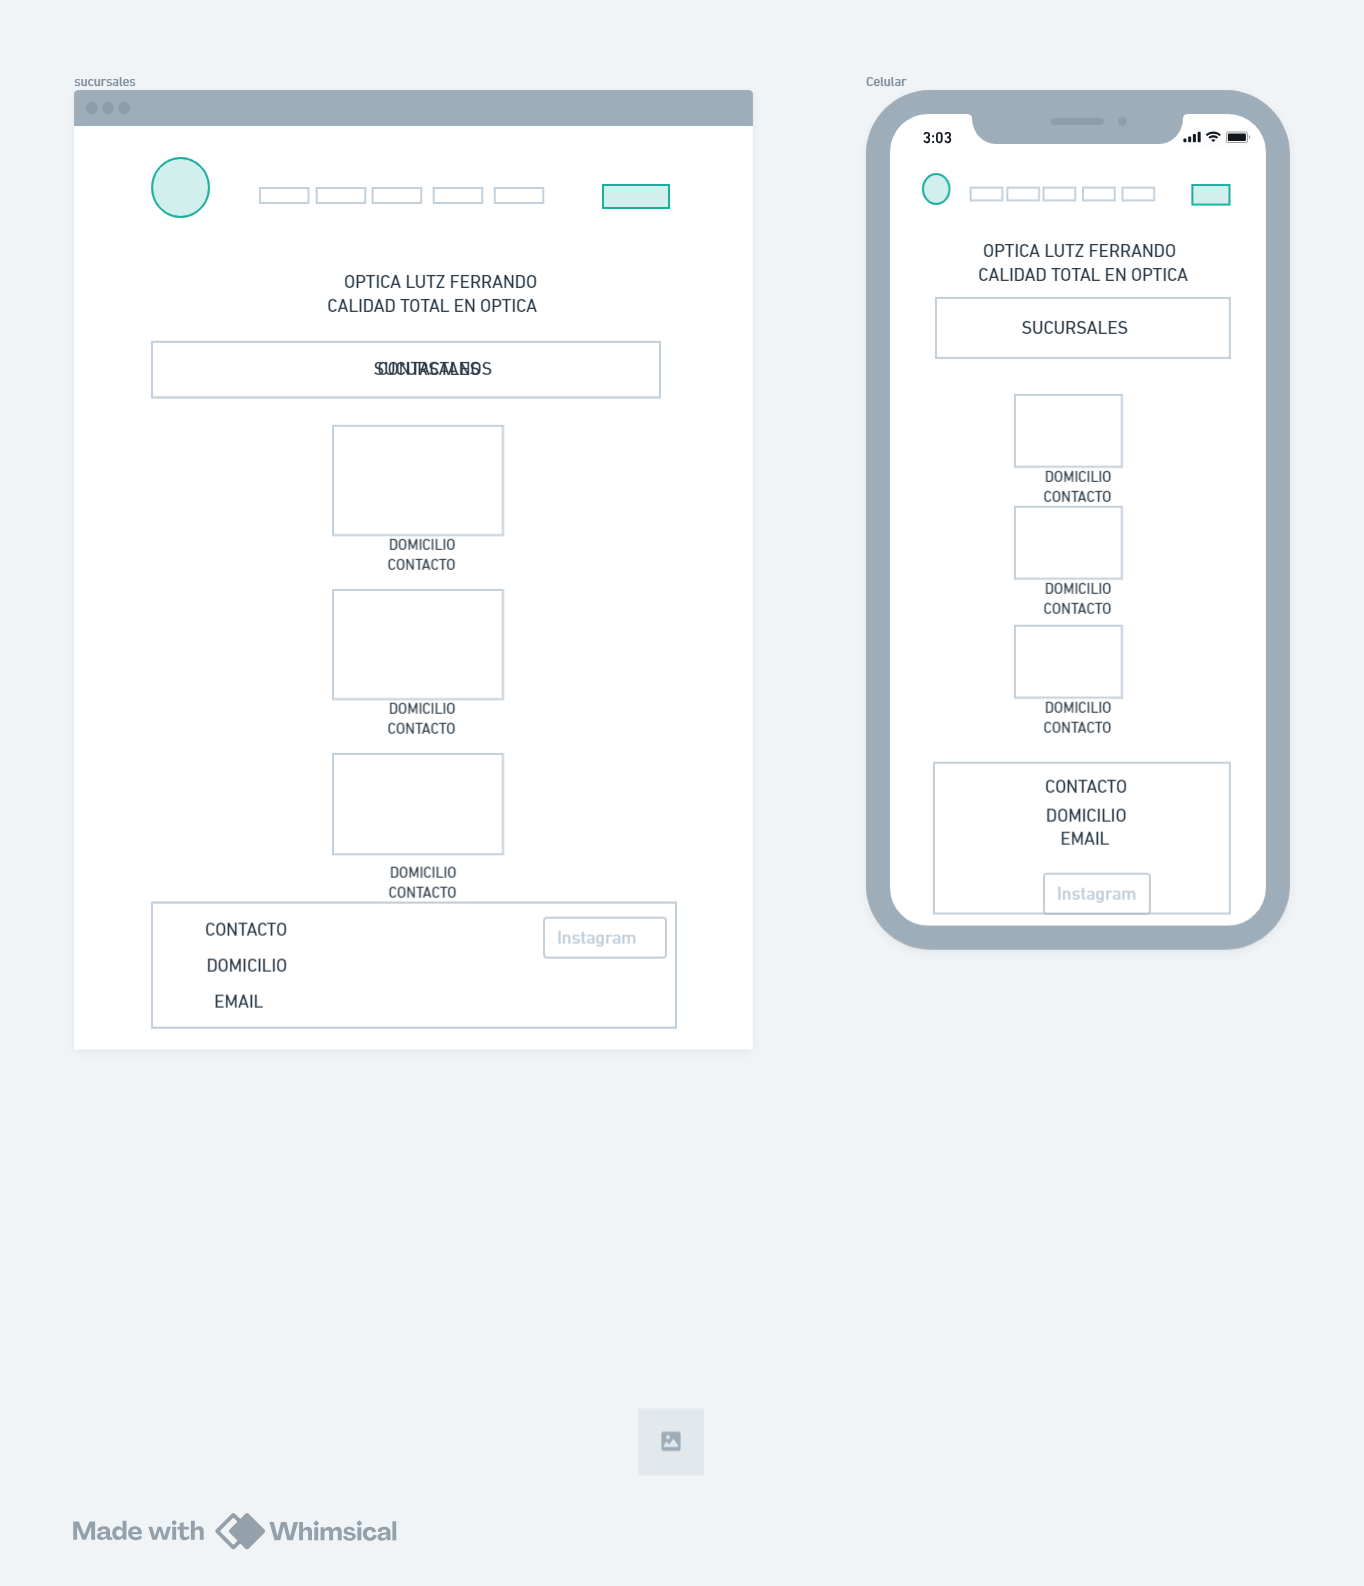 sucursales
OPTICA LUTZ FERRANDO
CALIDAD TOTAL EN OPTICA
SUCURSALES
CONTACTANOS
DOMICILIO
CONTACTO
DOMICILIO
CONTACTO
DOMICILIO
CONTACTO
CONTACTO
DOMICILIO
EMAIL
Instagram
Celular
3:03
OPTICA LUTZ FERRANDO
CALIDAD TOTAL EN OPTICA
SUCURSALES
DOMICILIO
CONTACTO
DOMICILIO
CONTACTO
DOMICILIO
CONTACTO
CONTACTO
DOMICILIO
EMAIL
Instagram
Made with Whimsical